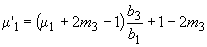 μ'₁ = (μ₁ + 2m₃ − 1) b₃/b₁ + 1 − 2m₃